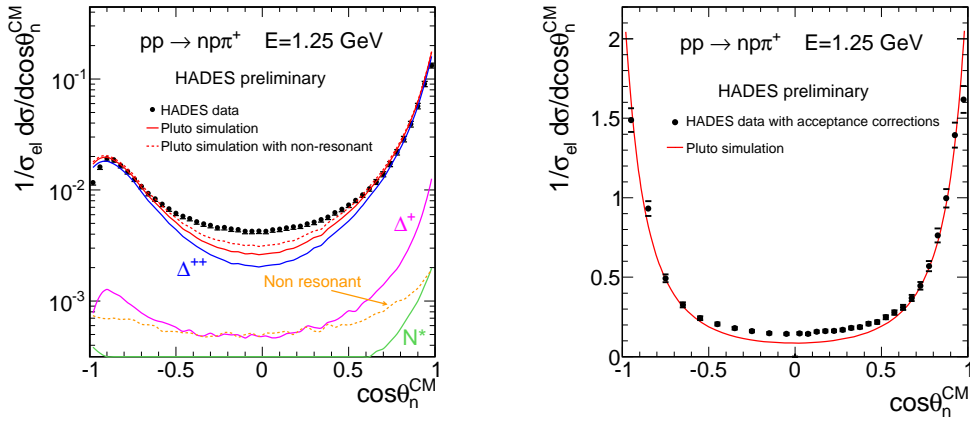 pp → npπ⁺ E=1.25 GeV
HADES preliminary
HADES data
Pluto simulation
Pluto simulation with non-resonant
1/σ_el dσ/dcosθ_n^CM
10⁻¹
10⁻²
10⁻³
Δ⁺
Δ⁺⁺
Non resonant
N*
-1 -0.5 0 0.5 1
cosθ_n^CM
pp → npπ⁺ E=1.25 GeV
HADES preliminary
HADES data with acceptance corrections
Pluto simulation
1/σ_el dσ/dcosθ_n^CM
2
1.5
1
0.5
0
-1 -0.5 0 0.5 1
cosθ_n^CM